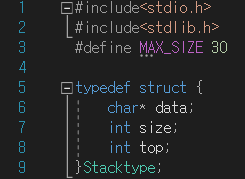 1 #include<stdio.h>
2 #include<stdlib.h>
3 #define MAX_SIZE 30
4
5 typedef struct {
6 char* data;
7 int size;
8 int top;
9 }Stacktype;